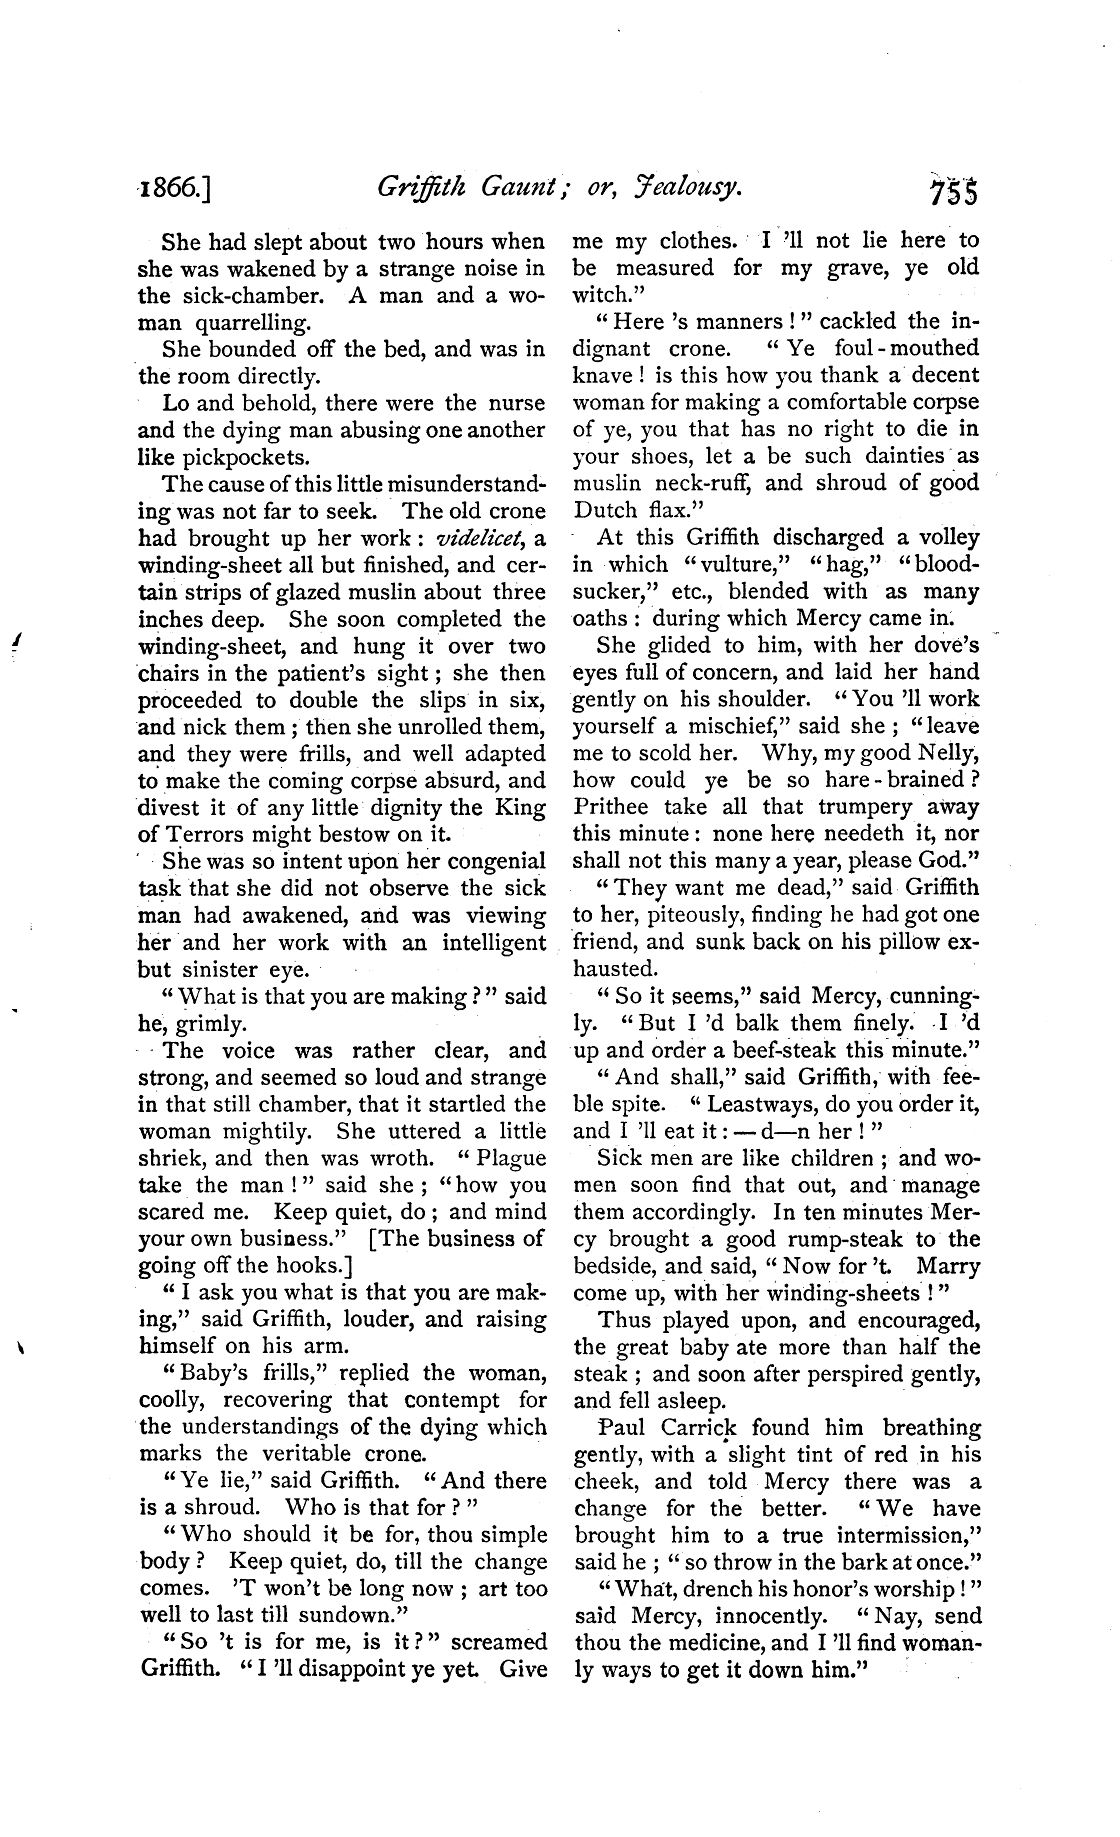 1866.] Griffith Gaunt; or, Jealousy. 755
She had slept about two hours when
she was wakened by a strange noise in
the sick-chamber. A man and a wo-
man quarrelling.
She bounded off the bed, and was in
the room directly.
Lo and behold, there were the nurse
and the dying man abusing one another
like pickpockets.
The cause of this little misunderstand-
ing was not far to seek. The old crone
had brought up her work: videlicet, a
winding-sheet all but finished, and cer-
tain strips of glazed muslin about three
inches deep. She soon completed the
winding-sheet, and hung it over two
chairs in the patient's sight; she then
proceeded to double the slips in six,
and nick them; then she unrolled them,
and they were frills, and well adapted
to make the coming corpse absurd, and
divest it of any little dignity the King
of Terrors might bestow on it.
She was so intent upon her congenial
task that she did not observe the sick
man had awakened, and was viewing
her and her work with an intelligent
but sinister eye.
"What is that you are making?" said
he, grimly.
The voice was rather clear, and
strong, and seemed so loud and strange
in that still chamber, that it startled the
woman mightily. She uttered a little
shriek, and then was wroth. "Plague
take the man!" said she; "how you
scared me. Keep quiet, do; and mind
your own business." [The business of
going off the hooks.]
"I ask you what is that you are mak-
ing," said Griffith, louder, and raising
himself on his arm.
"Baby's frills," replied the woman,
coolly, recovering that contempt for
the understandings of the dying which
marks the veritable crone.
"Ye lie," said Griffith. "And there
is a shroud. Who is that for?"
"Who should it be for, thou simple
body? Keep quiet, do, till the change
comes. 'T won't be long now; art too
well to last till sundown."
"So 't is for me, is it?" screamed
Griffith. "I 'll disappoint ye yet. Give
me my clothes. I 'll not lie here to
be measured for my grave, ye old
witch."
"Here 's manners!" cackled the in-
dignant crone. "Ye foul-mouthed
knave! is this how you thank a decent
woman for making a comfortable corpse
of ye, you that has no right to die in
your shoes, let a be such dainties as
muslin neck-ruff, and shroud of good
Dutch flax."
At this Griffith discharged a volley
in which "vulture," "hag," "blood-
sucker," etc., blended with as many
oaths: during which Mercy came in.
She glided to him, with her dove's
eyes full of concern, and laid her hand
gently on his shoulder. "You 'll work
yourself a mischief," said she; "leave
me to scold her. Why, my good Nelly,
how could ye be so hare-brained?
Prithee take all that trumpery away
this minute: none here needeth it, nor
shall not this many a year, please God."
"They want me dead," said Griffith
to her, piteously, finding he had got one
friend, and sunk back on his pillow ex-
hausted.
"So it seems," said Mercy, cunning-
ly. "But I 'd balk them finely. I 'd
up and order a beef-steak this minute."
"And shall," said Griffith, with fee-
ble spite. "Leastways, do you order it,
and I 'll eat it: — d—n her!"
Sick men are like children; and wo-
men soon find that out, and manage
them accordingly. In ten minutes Mer-
cy brought a good rump-steak to the
bedside, and said, "Now for 't. Marry
come up, with her winding-sheets!"
Thus played upon, and encouraged,
the great baby ate more than half the
steak; and soon after perspired gently,
and fell asleep.
Paul Carrick found him breathing
gently, with a slight tint of red in his
cheek, and told Mercy there was a
change for the better. "We have
brought him to a true intermission,"
said he; "so throw in the bark at once."
"What, drench his honor's worship!"
said Mercy, innocently. "Nay, send
thou the medicine, and I 'll find woman-
ly ways to get it down him."